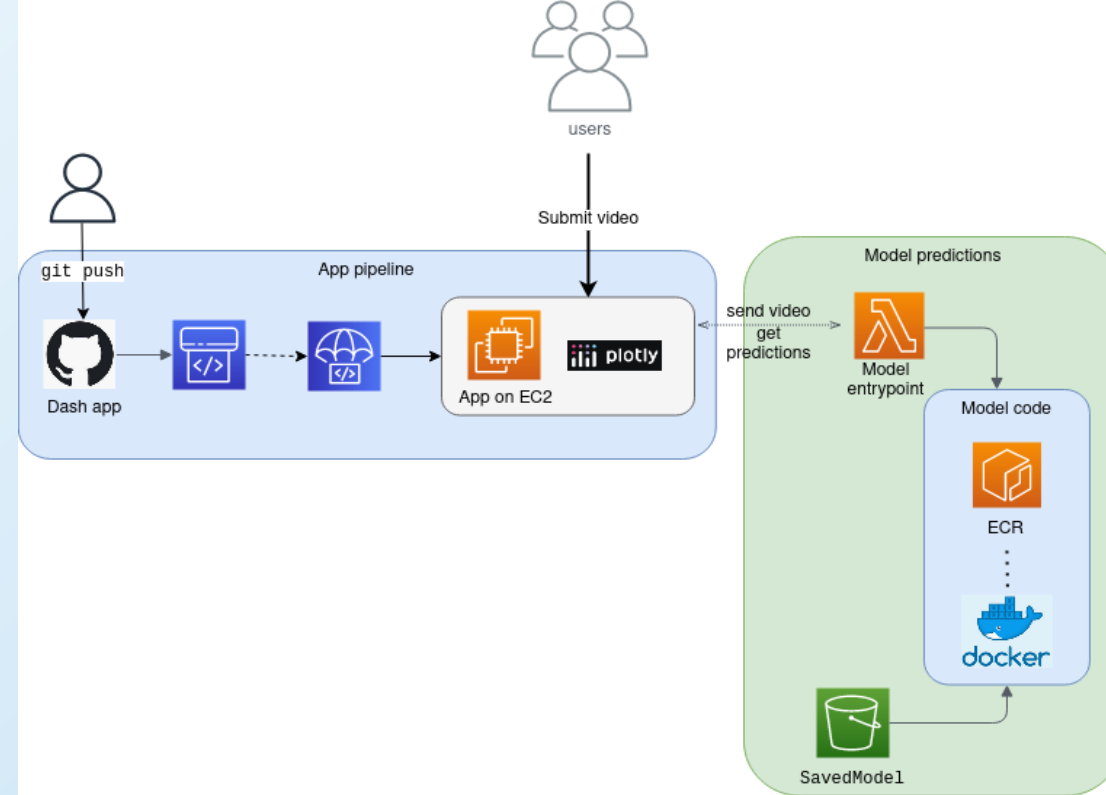 users
Submit video
git push
App pipeline
Dash app
</>
</>
App on EC2
plotly
send video
get
predictions
Model predictions
Model
entrypoint
Model code
ECR
docker
SavedModel